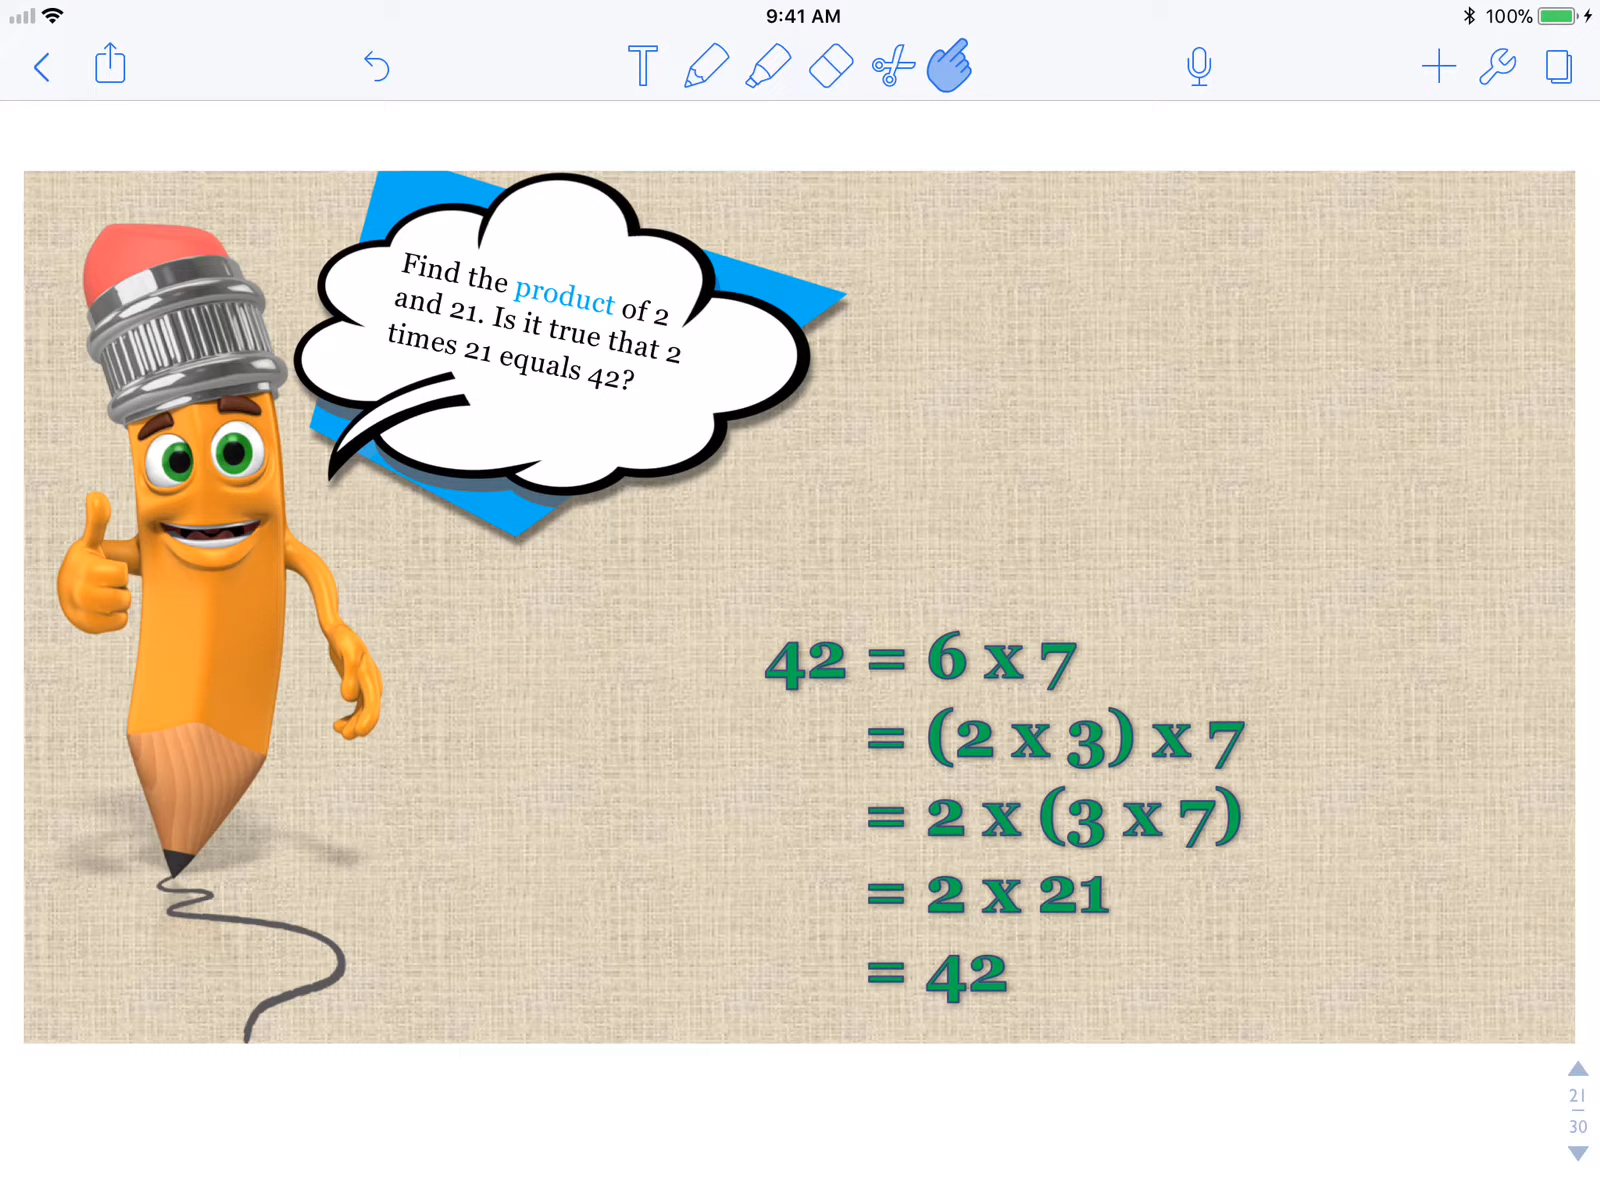 9:41 AM
100%
T
Find the product of 2
and 21. Is it true that 2
times 21 equals 42?
42 = 6 x 7
= (2 x 3) x 7
= 2 x (3 x 7)
= 2 x 21
= 42
21
30